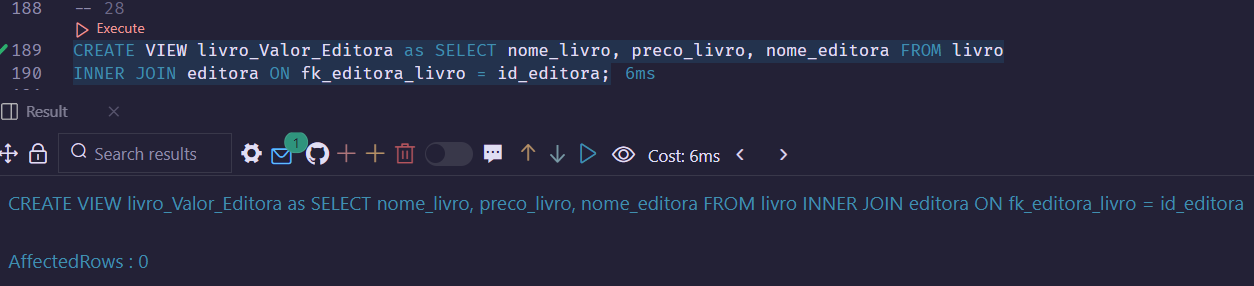 188 -- 28
Execute
189 CREATE VIEW livro_Valor_Editora as SELECT nome_livro, preco_livro, nome_editora FROM livro
190 INNER JOIN editora ON fk_editora_livro = id_editora; 6ms
Result
Search results 1 Cost: 6ms
CREATE VIEW livro_Valor_Editora as SELECT nome_livro, preco_livro, nome_editora FROM livro INNER JOIN editora ON fk_editora_livro = id_editora
AffectedRows : 0